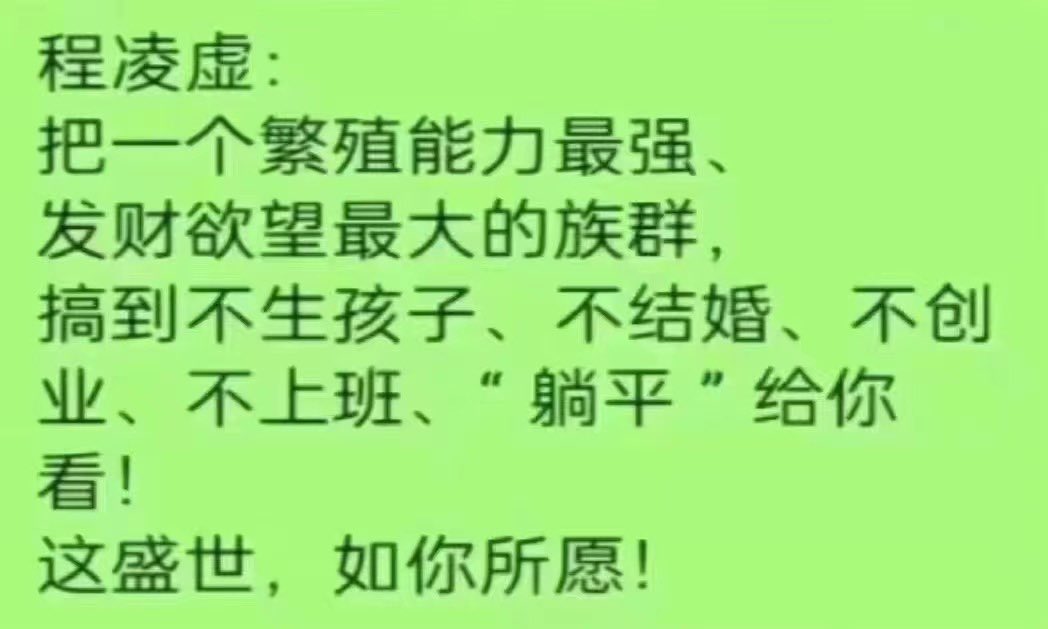 程凌虚：
把一个繁殖能力最强、
发财欲望最大的族群，
搞到不生孩子、不结婚、不创
业、不上班、“躺平”给你
看！
这盛世，如你所愿！